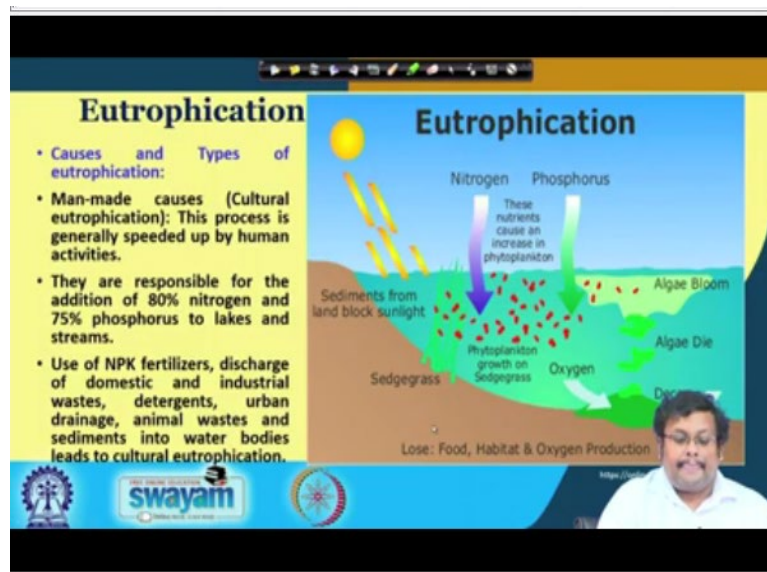 Eutrophication
• Causes and Types of
eutrophication:
• Man-made causes (Cultural
eutrophication): This process is
generally speeded up by human
activities.
• They are responsible for the
addition of 80% nitrogen and
75% phosphorus to lakes and
streams.
• Use of NPK fertilizers, discharge
of domestic and industrial
wastes, detergents, urban
drainage, animal wastes and
sediments into water bodies
leads to cultural eutrophication.
Eutrophication
Nitrogen Phosphorus
These
nutrients
cause an
increase in
phytoplankton
Sediments from
land block sunlight
Algae Bloom
Algae Die
Phytoplankton
growth on
Sedgegrass
Sedgegrass
Oxygen
Lose: Food, Habitat & Oxygen Production
FREE ONLINE EDUCATION
swayam